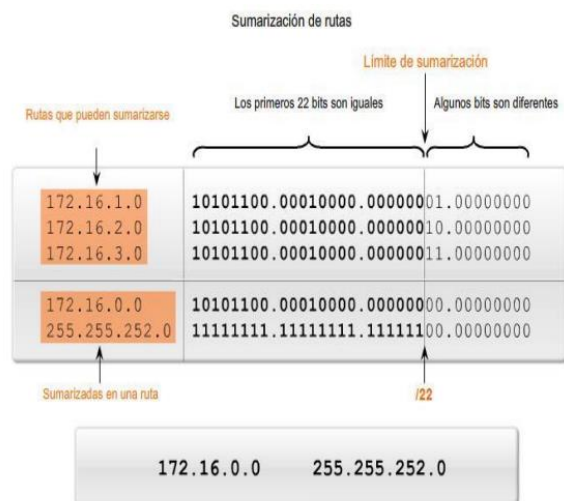 Sumarización de rutas
Límite de sumarización
Los primeros 22 bits son iguales
Algunos bits son diferentes
Rutas que pueden sumarizarse
172.16.1.0 10101100.00010000.00000001.00000000
172.16.2.0 10101100.00010000.00000010.00000000
172.16.3.0 10101100.00010000.00000011.00000000
172.16.0.0 10101100.00010000.00000000.00000000
255.255.252.0 11111111.11111111.11111100.00000000
Sumarizadas en una ruta
/22
172.16.0.0 255.255.252.0